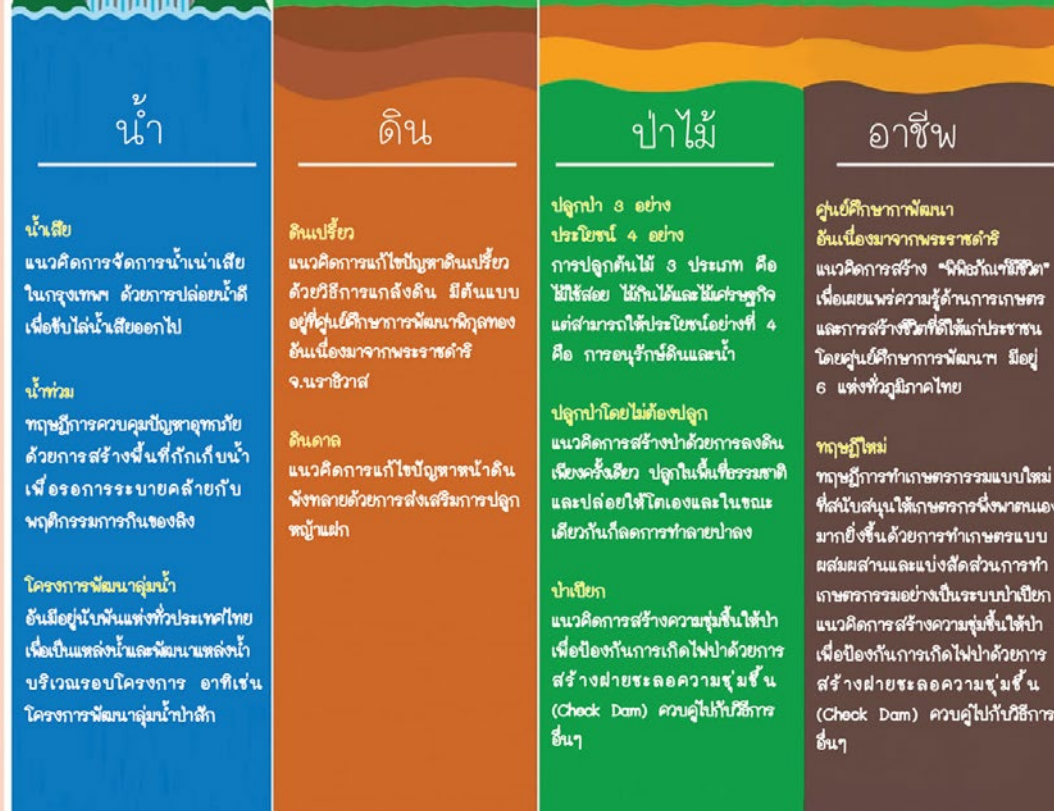 น้ำ
น้ำเสีย
แนวคิดการจัดการน้ำเน่าเสีย
ในกรุงเทพฯ ด้วยการปล่อยน้ำดี
เพื่อขับไล่น้ำเสียออกไป
น้ำท่วม
ทฤษฎีการควบคุมปัญหาอุทกภัย
ด้วยการสร้างพื้นที่กักเก็บน้ำ
เพื่อรอการระบายคล้ายกับ
พฤติกรรมการกินของลิง
โครงการพัฒนาลุ่มน้ำ
อันมีอยู่นับพันแห่งทั่วประเทศไทย
เพื่อเป็นแหล่งน้ำและพัฒนาแหล่งน้ำ
บริเวณรอบโครงการ อาทิเช่น
โครงการพัฒนาลุ่มน้ำป่าสัก
ดิน
ดินเปรี้ยว
แนวคิดการแก้ไขปัญหาดินเปรี้ยว
ด้วยวิธีการแกล้งดิน มีต้นแบบ
อยู่ที่ศูนย์ศึกษาการพัฒนาพิกุลทอง
อันเนื่องมาจากพระราชดำริ
จ.นราธิวาส
ดินดาล
แนวคิดการแก้ไขปัญหาหน้าดิน
พังทลายด้วยการส่งเสริมการปลูก
หญ้าแฝก
ป่าไม้
ปลูกป่า 3 อย่าง
ประโยชน์ 4 อย่าง
การปลูกต้นไม้ 3 ประเภท คือ
ไม้ใช้สอย ไม้กินได้และไม้เศรษฐกิจ
แต่สามารถให้ประโยชน์อย่างที่ 4
คือ การอนุรักษ์ดินและน้ำ
ปลูกป่าโดยไม่ต้องปลูก
แนวคิดการสร้างป่าด้วยการลงดิน
เพียงครั้งเดียว ปลูกในพื้นที่ธรรมชาติ
และปล่อยให้โตเองและในขณะ
เดียวกันก็ลดการทำลายป่าลง
ป่าเปียก
แนวคิดการสร้างความชุ่มชื้นให้ป่า
เพื่อป้องกันการเกิดไฟป่าด้วยการ
สร้างฝายชะลอความชุ่มชื้น
(Check Dam) ควบคู่ไปกับวิธีการ
อื่นๆ
อาชีพ
ศูนย์ศึกษากาพัฒนา
อันเนื่องมาจากพระราชดำริ
แนวคิดการสร้าง "พิพิธภัณฑ์มีชีวิต"
เพื่อเผยแพร่ความรู้ด้านการเกษตร
และการสร้างชีวิตที่ดีให้แก่ประชาชน
โดยศูนย์ศึกษาการพัฒนาฯ มีอยู่
6 แห่งทั่วภูมิภาคไทย
ทฤษฎีใหม่
ทฤษฎีการทำเกษตรกรรมแบบใหม่
ที่สนับสนุนให้เกษตรกรพึ่งพาตนเอง
มากยิ่งขึ้นด้วยการทำเกษตรแบบ
ผสมผสานและแบ่งสัดส่วนการทำ
เกษตรกรรมอย่างเป็นระบบป่าเปียก
แนวคิดการสร้างความชุ่มชื้นให้ป่า
เพื่อป้องกันการเกิดไฟป่าด้วยการ
สร้างฝายชะลอความชุ่มชื้น
(Check Dam) ควบคู่ไปกับวิธีการ
อื่นๆ